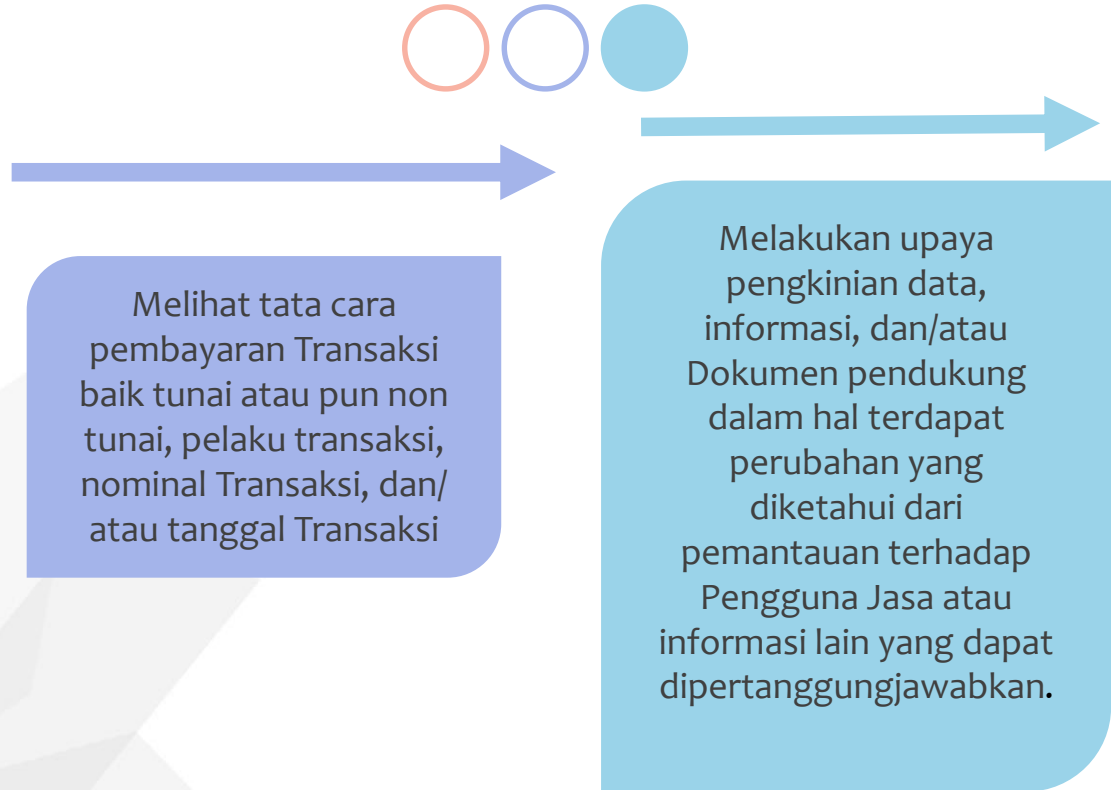 Melihat tata cara
pembayaran Transaksi
baik tunai atau pun non
tunai, pelaku transaksi,
nominal Transaksi, dan/
atau tanggal Transaksi
Melakukan upaya
pengkinian data,
informasi, dan/atau
Dokumen pendukung
dalam hal terdapat
perubahan yang
diketahui dari
pemantauan terhadap
Pengguna Jasa atau
informasi lain yang dapat
dipertanggungjawabkan.